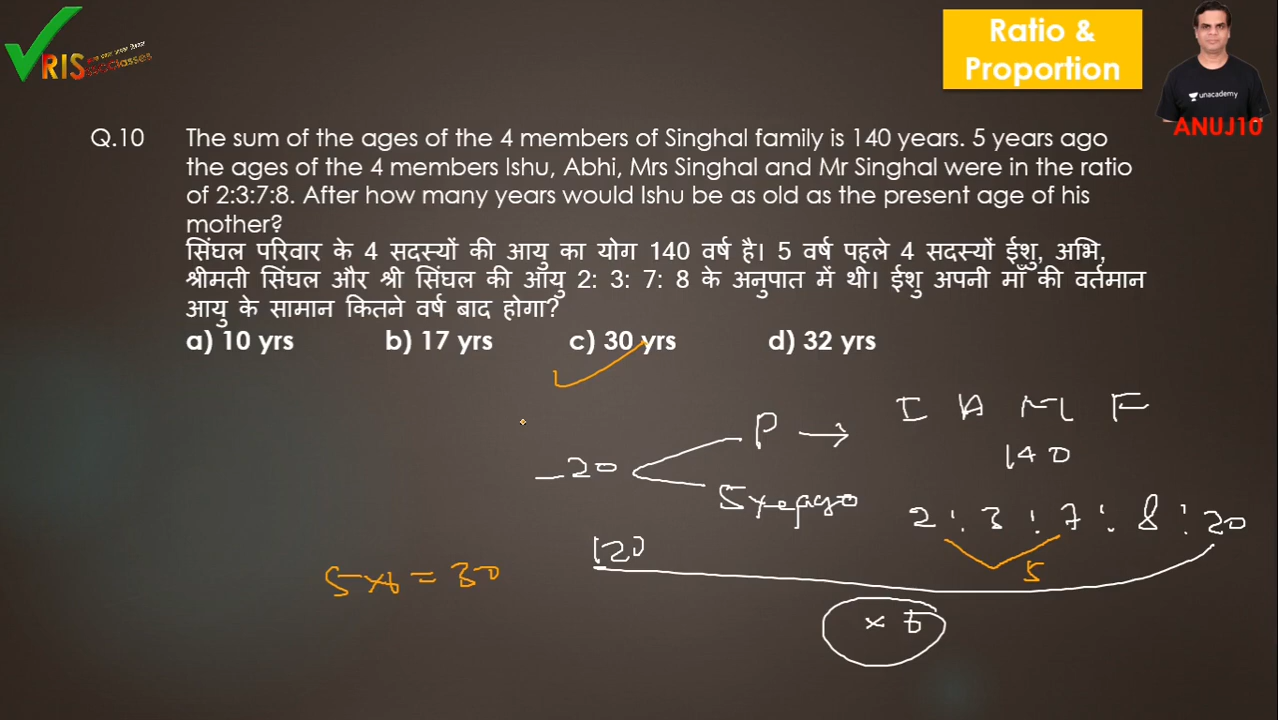 RIS
Ratio &
Proportion
unacademy
ANUJ10
Q.10 The sum of the ages of the 4 members of Singhal family is 140 years. 5 years ago
the ages of the 4 members Ishu, Abhi, Mrs Singhal and Mr Singhal were in the ratio
of 2:3:7:8. After how many years would Ishu be as old as the present age of his
mother?
सिंघल परिवार के 4 सदस्यों की आयु का योग 140 वर्ष है। 5 वर्ष पहले 4 सदस्यों ईशु, अभि,
श्रीमती सिंघल और श्री सिंघल की आयु 2: 3: 7: 8 के अनुपात में थी। ईशु अपनी माँ की वर्तमान
आयु के सामान कितने वर्ष बाद होगा?
a) 10 yrs b) 17 yrs c) 30 yrs d) 32 yrs
P → I A M F
140
–20
5 yr ago 2 : 3 : 7 : 8 : 20
120
5
5×6 = 30
× 6